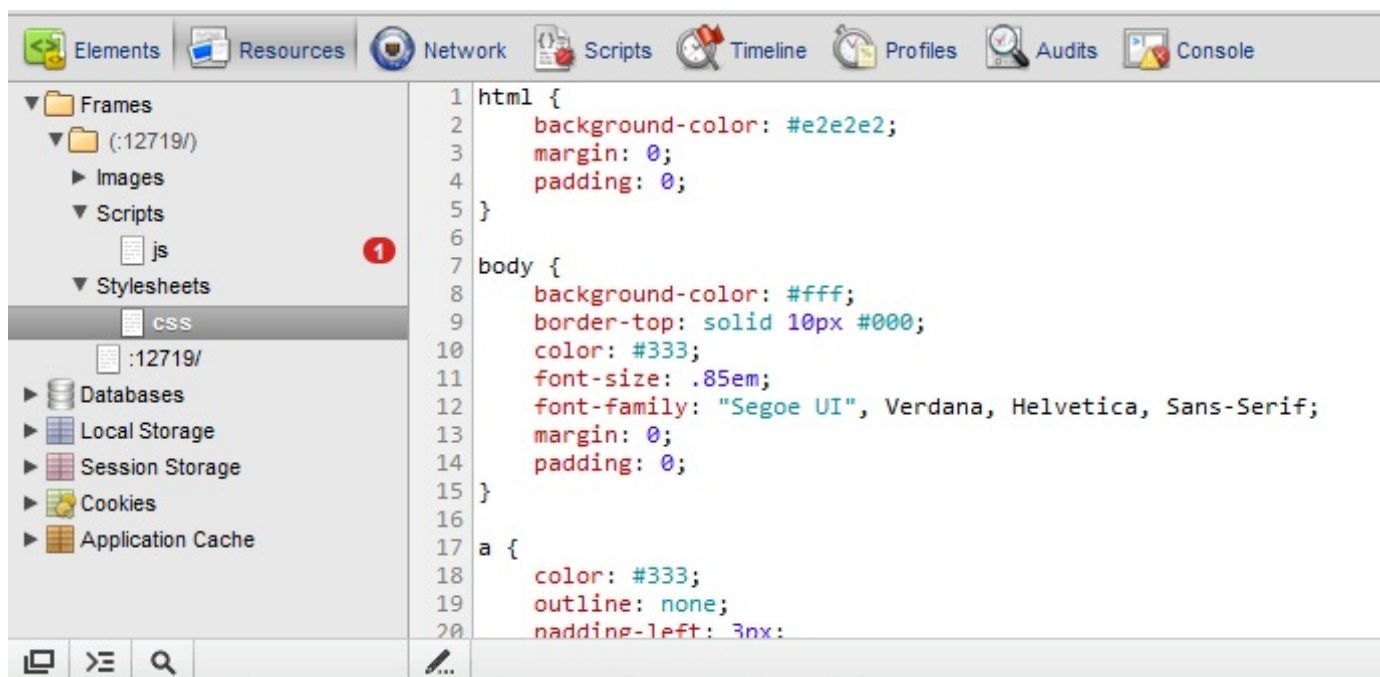 Elements Resources Network Scripts Timeline Profiles Audits Console
Frames
(:12719/)
Images
Scripts
js 1
Stylesheets
css
:12719/
Databases
Local Storage
Session Storage
Cookies
Application Cache
1 html {
2 background-color: #e2e2e2;
3 margin: 0;
4 padding: 0;
5 }
6
7 body {
8 background-color: #fff;
9 border-top: solid 10px #000;
10 color: #333;
11 font-size: .85em;
12 font-family: "Segoe UI", Verdana, Helvetica, Sans-Serif;
13 margin: 0;
14 padding: 0;
15 }
16
17 a {
18 color: #333;
19 outline: none;
20 padding-left: 3px;